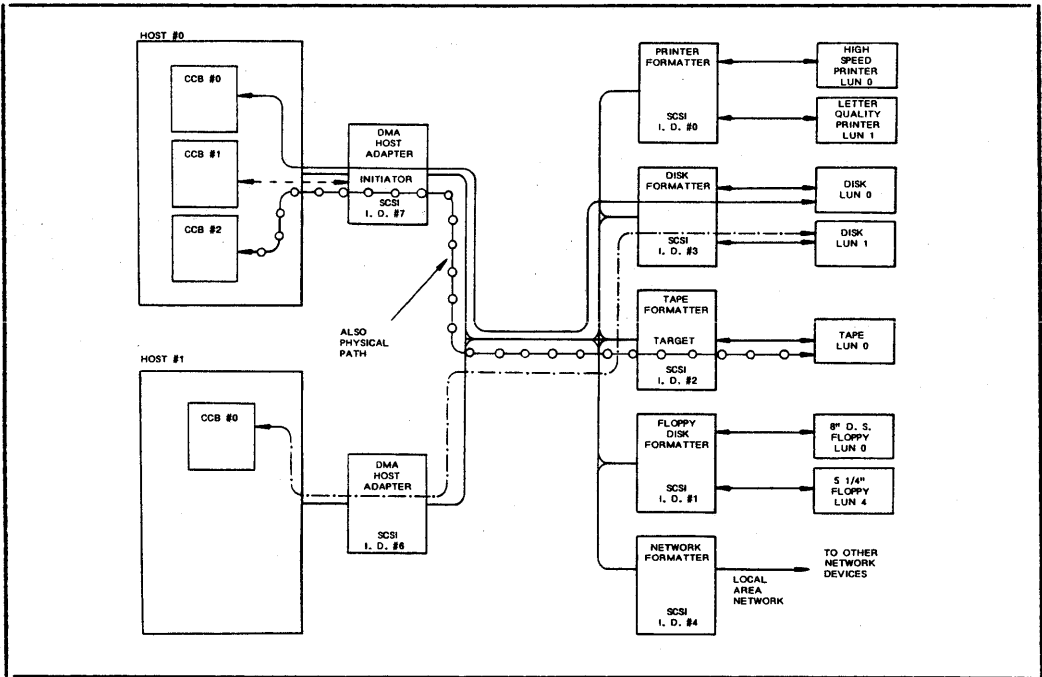 HOST #0
CCB #0
CCB #1
CCB #2
DMA
HOST
ADAPTER
INITIATOR
SCSI
I. D. #7
ALSO
PHYSICAL
PATH
HOST #1
CCB #0
DMA
HOST
ADAPTER
SCSI
I. D. #6
PRINTER
FORMATTER
SCSI
I. D. #0
HIGH
SPEED
PRINTER
LUN 0
LETTER
QUALITY
PRINTER
LUN 1
DISK
FORMATTER
SCSI
I. D. #3
DISK
LUN 0
DISK
LUN 1
TAPE
FORMATTER
TARGET
SCSI
I. D. #2
TAPE
LUN 0
FLOPPY
DISK
FORMATTER
SCSI
I. D. #1
8" D. S.
FLOPPY
LUN 0
5 1/4"
FLOPPY
LUN 4
NETWORK
FORMATTER
SCSI
I. D. #4
LOCAL
AREA
NETWORK
TO OTHER
NETWORK
DEVICES